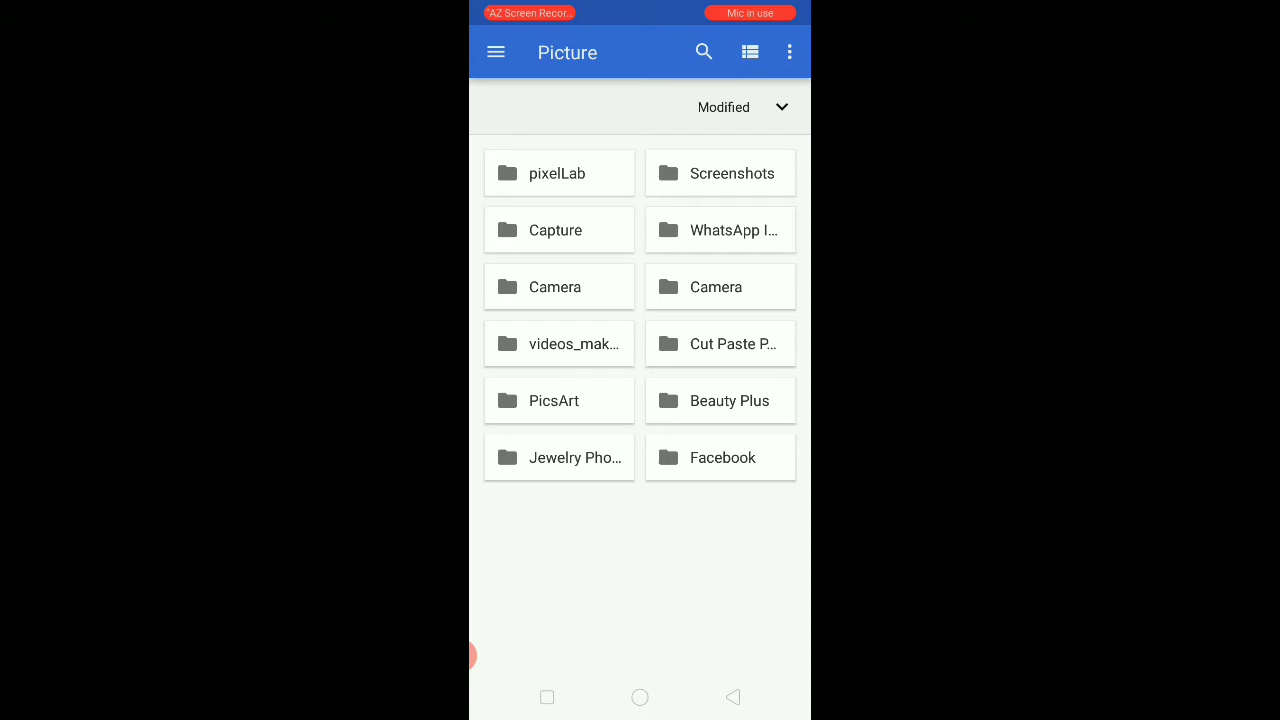 "AZ Screen Recor...
Mic in use
Picture
Modified
pixelLab
Screenshots
Capture
WhatsApp I...
Camera
Camera
videos_mak...
Cut Paste P...
PicsArt
Beauty Plus
Jewelry Pho...
Facebook